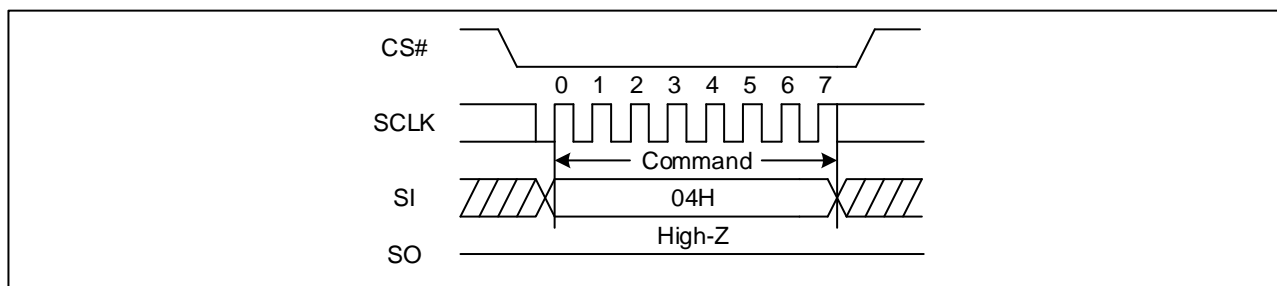 CS#
0 1 2 3 4 5 6 7
SCLK
Command
SI
04H
High-Z
SO